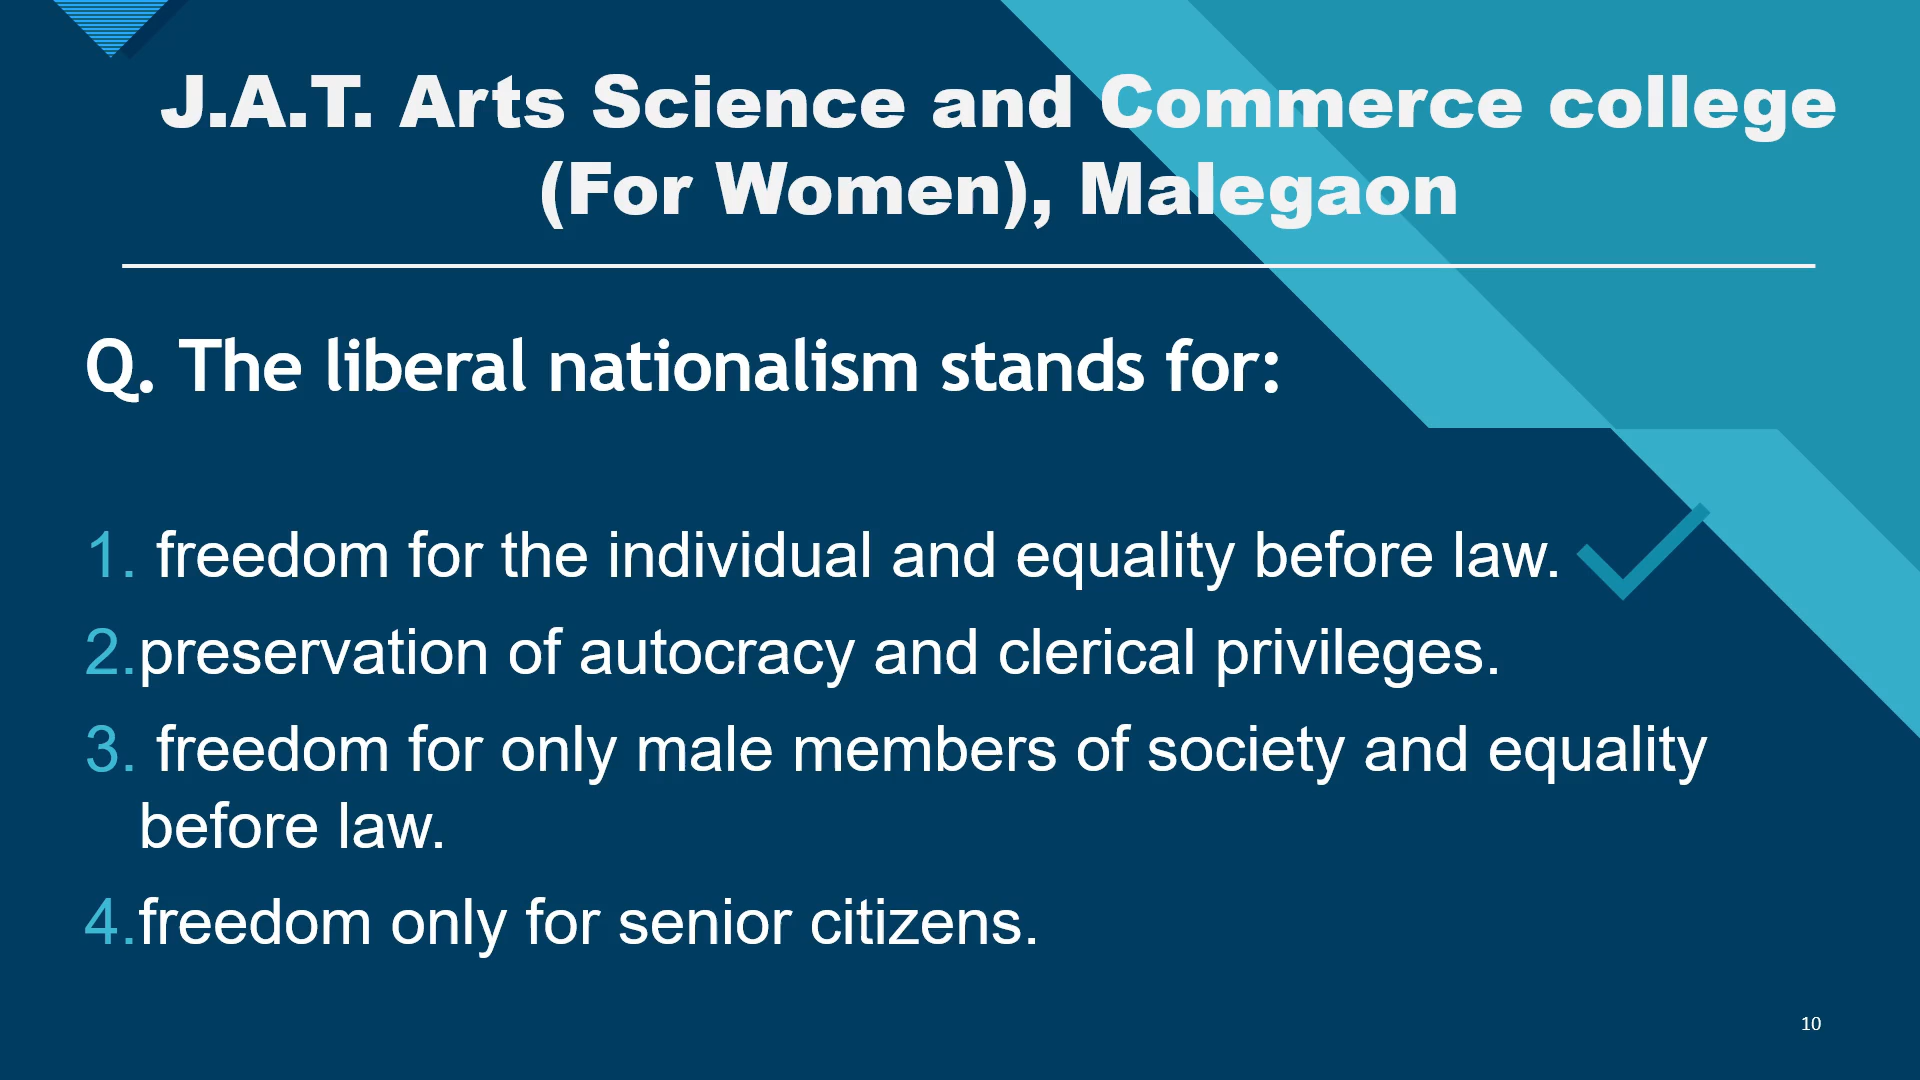 J.A.T. Arts Science and Commerce college
(For Women), Malegaon
Q. The liberal nationalism stands for:
1. freedom for the individual and equality before law.
2.preservation of autocracy and clerical privileges.
3. freedom for only male members of society and equality
before law.
4.freedom only for senior citizens.
10